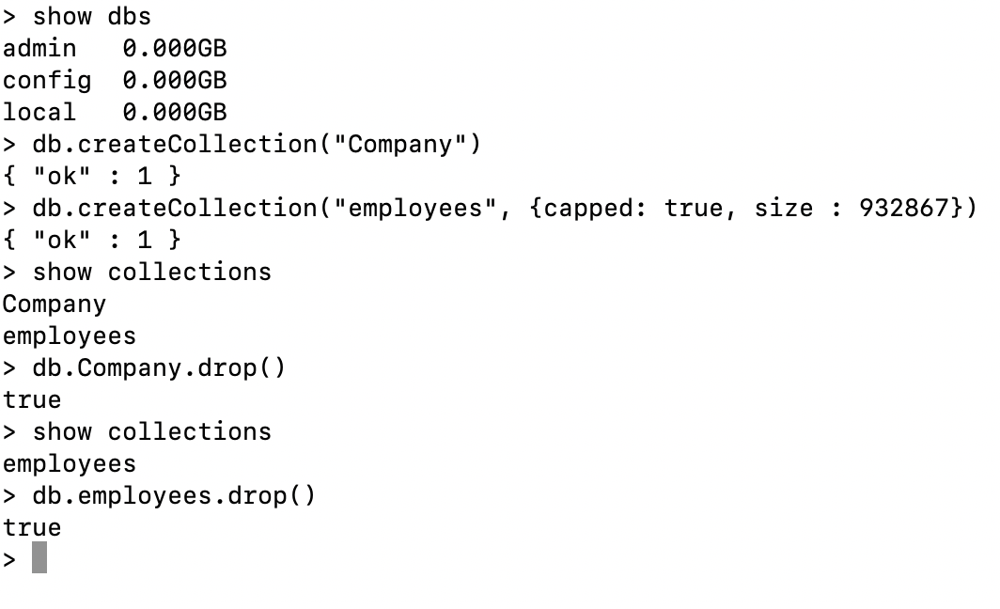 > show dbs
admin   0.000GB
config  0.000GB
local   0.000GB
> db.createCollection("Company")
{ "ok" : 1 }
> db.createCollection("employees", {capped: true, size : 932867})
{ "ok" : 1 }
> show collections
Company
employees
> db.Company.drop()
true
> show collections
employees
> db.employees.drop()
true
>